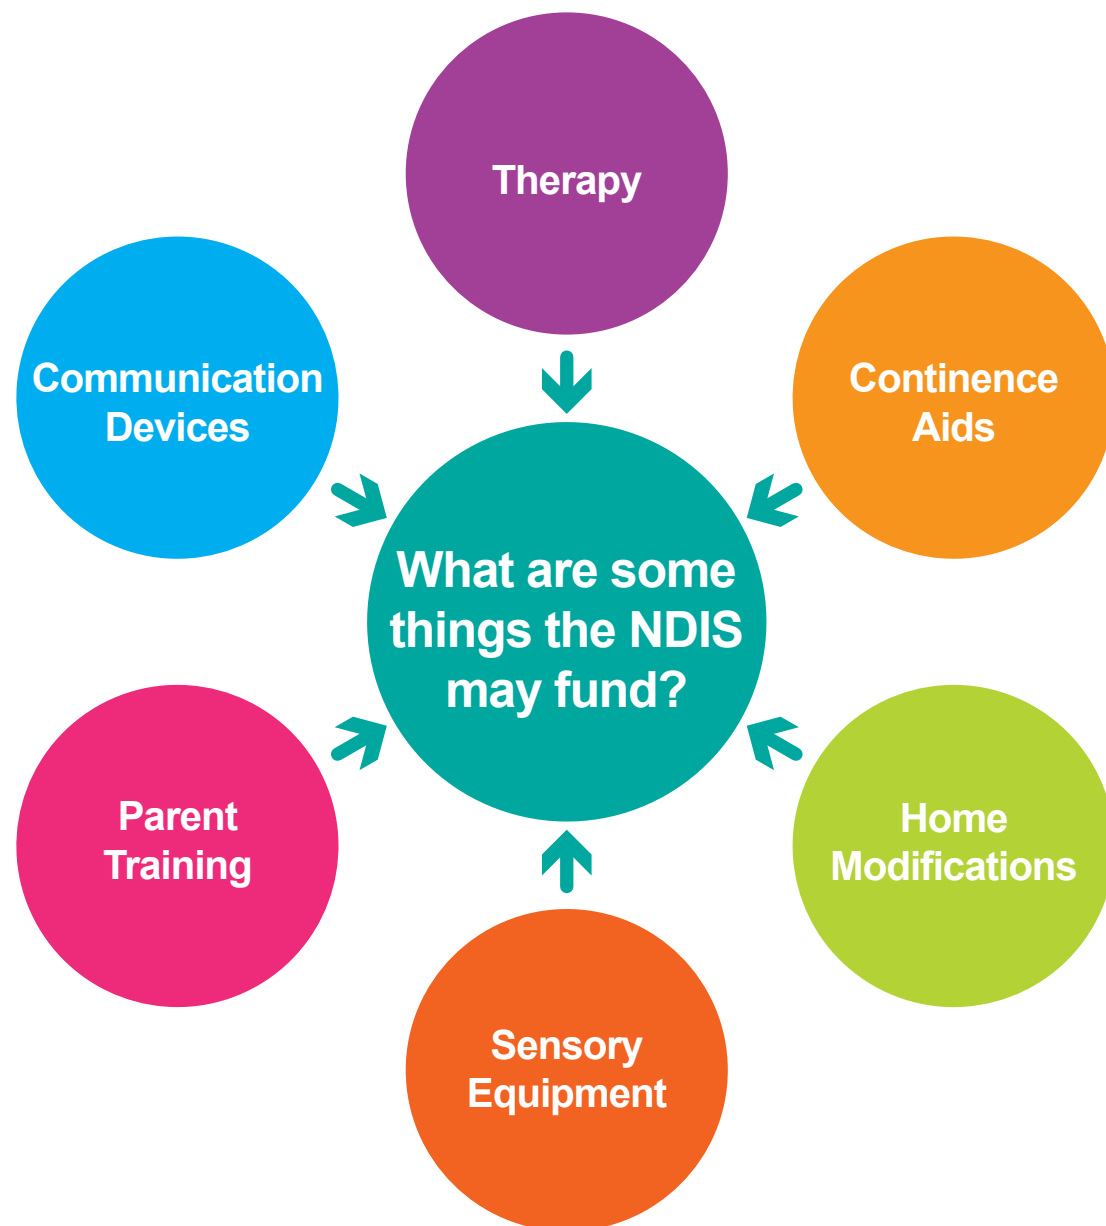 Therapy
Communication
Devices
Continence
Aids
What are some
things the NDIS
may fund?
Parent
Training
Home
Modifications
Sensory
Equipment